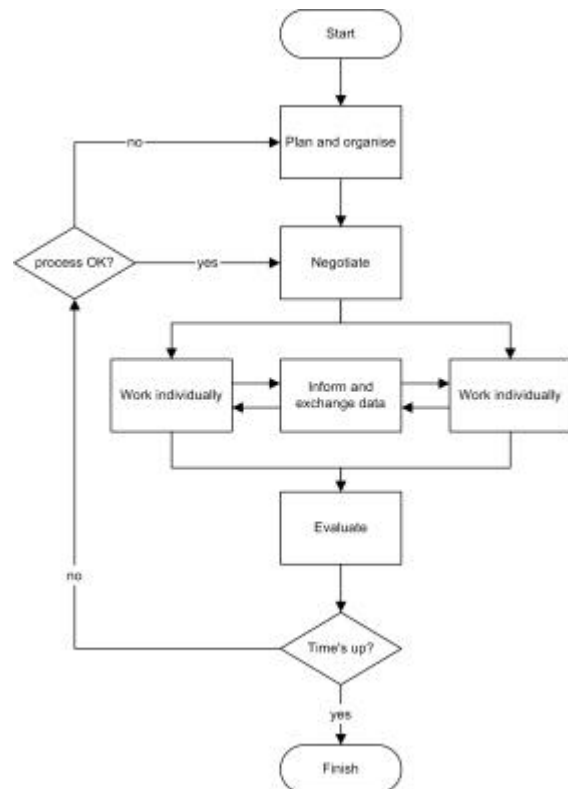 Start
no
Plan and organise
process OK?
yes
Negotiate
Work individually
Inform and
exchange data
Work individually
Evaluate
no
Time's up?
yes
Finish